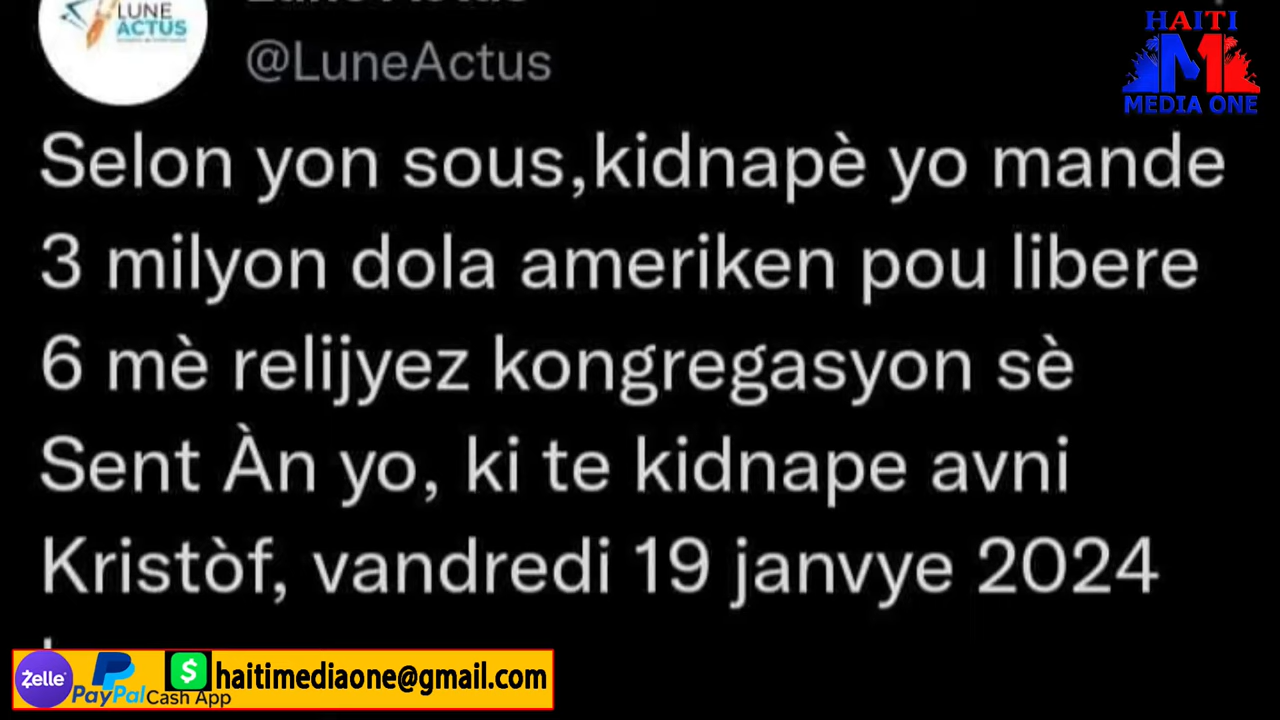 LUNE
ACTUS
@LuneActus
HAITI
M1
MEDIA ONE
Selon yon sous,kidnapè yo mande
3 milyon dola ameriken pou libere
6 mè relijyez kongregasyon sè
Sent Àn yo, ki te kidnape avni
Kristòf, vandredi 19 janvye 2024
Zelle
PayPal
$
Cash App
haitimediaone@gmail.com